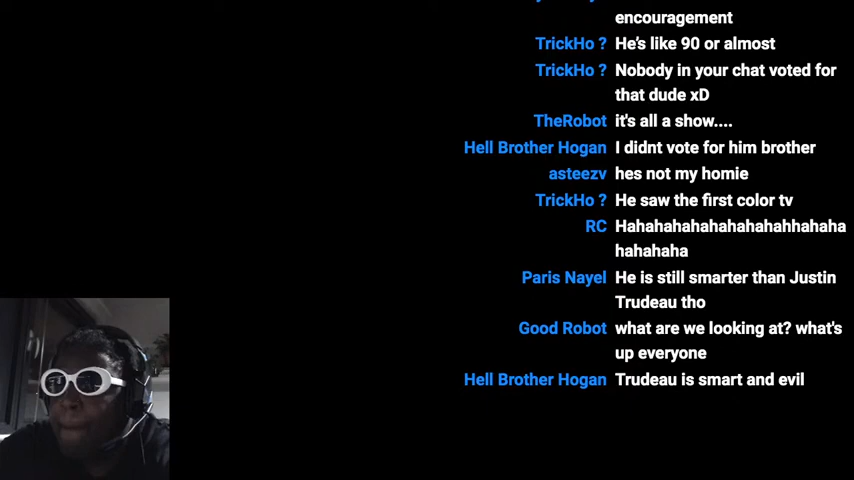 encouragement
TrickHo ? He's like 90 or almost
TrickHo ? Nobody in your chat voted for
that dude xD
TheRobot it's all a show....
Hell Brother Hogan I didnt vote for him brother
asteezv hes not my homie
TrickHo ? He saw the first color tv
RC Hahahahahahahahahhahaha
hahahaha
Paris Nayel He is still smarter than Justin
Trudeau tho
Good Robot what are we looking at? what's
up everyone
Hell Brother Hogan Trudeau is smart and evil